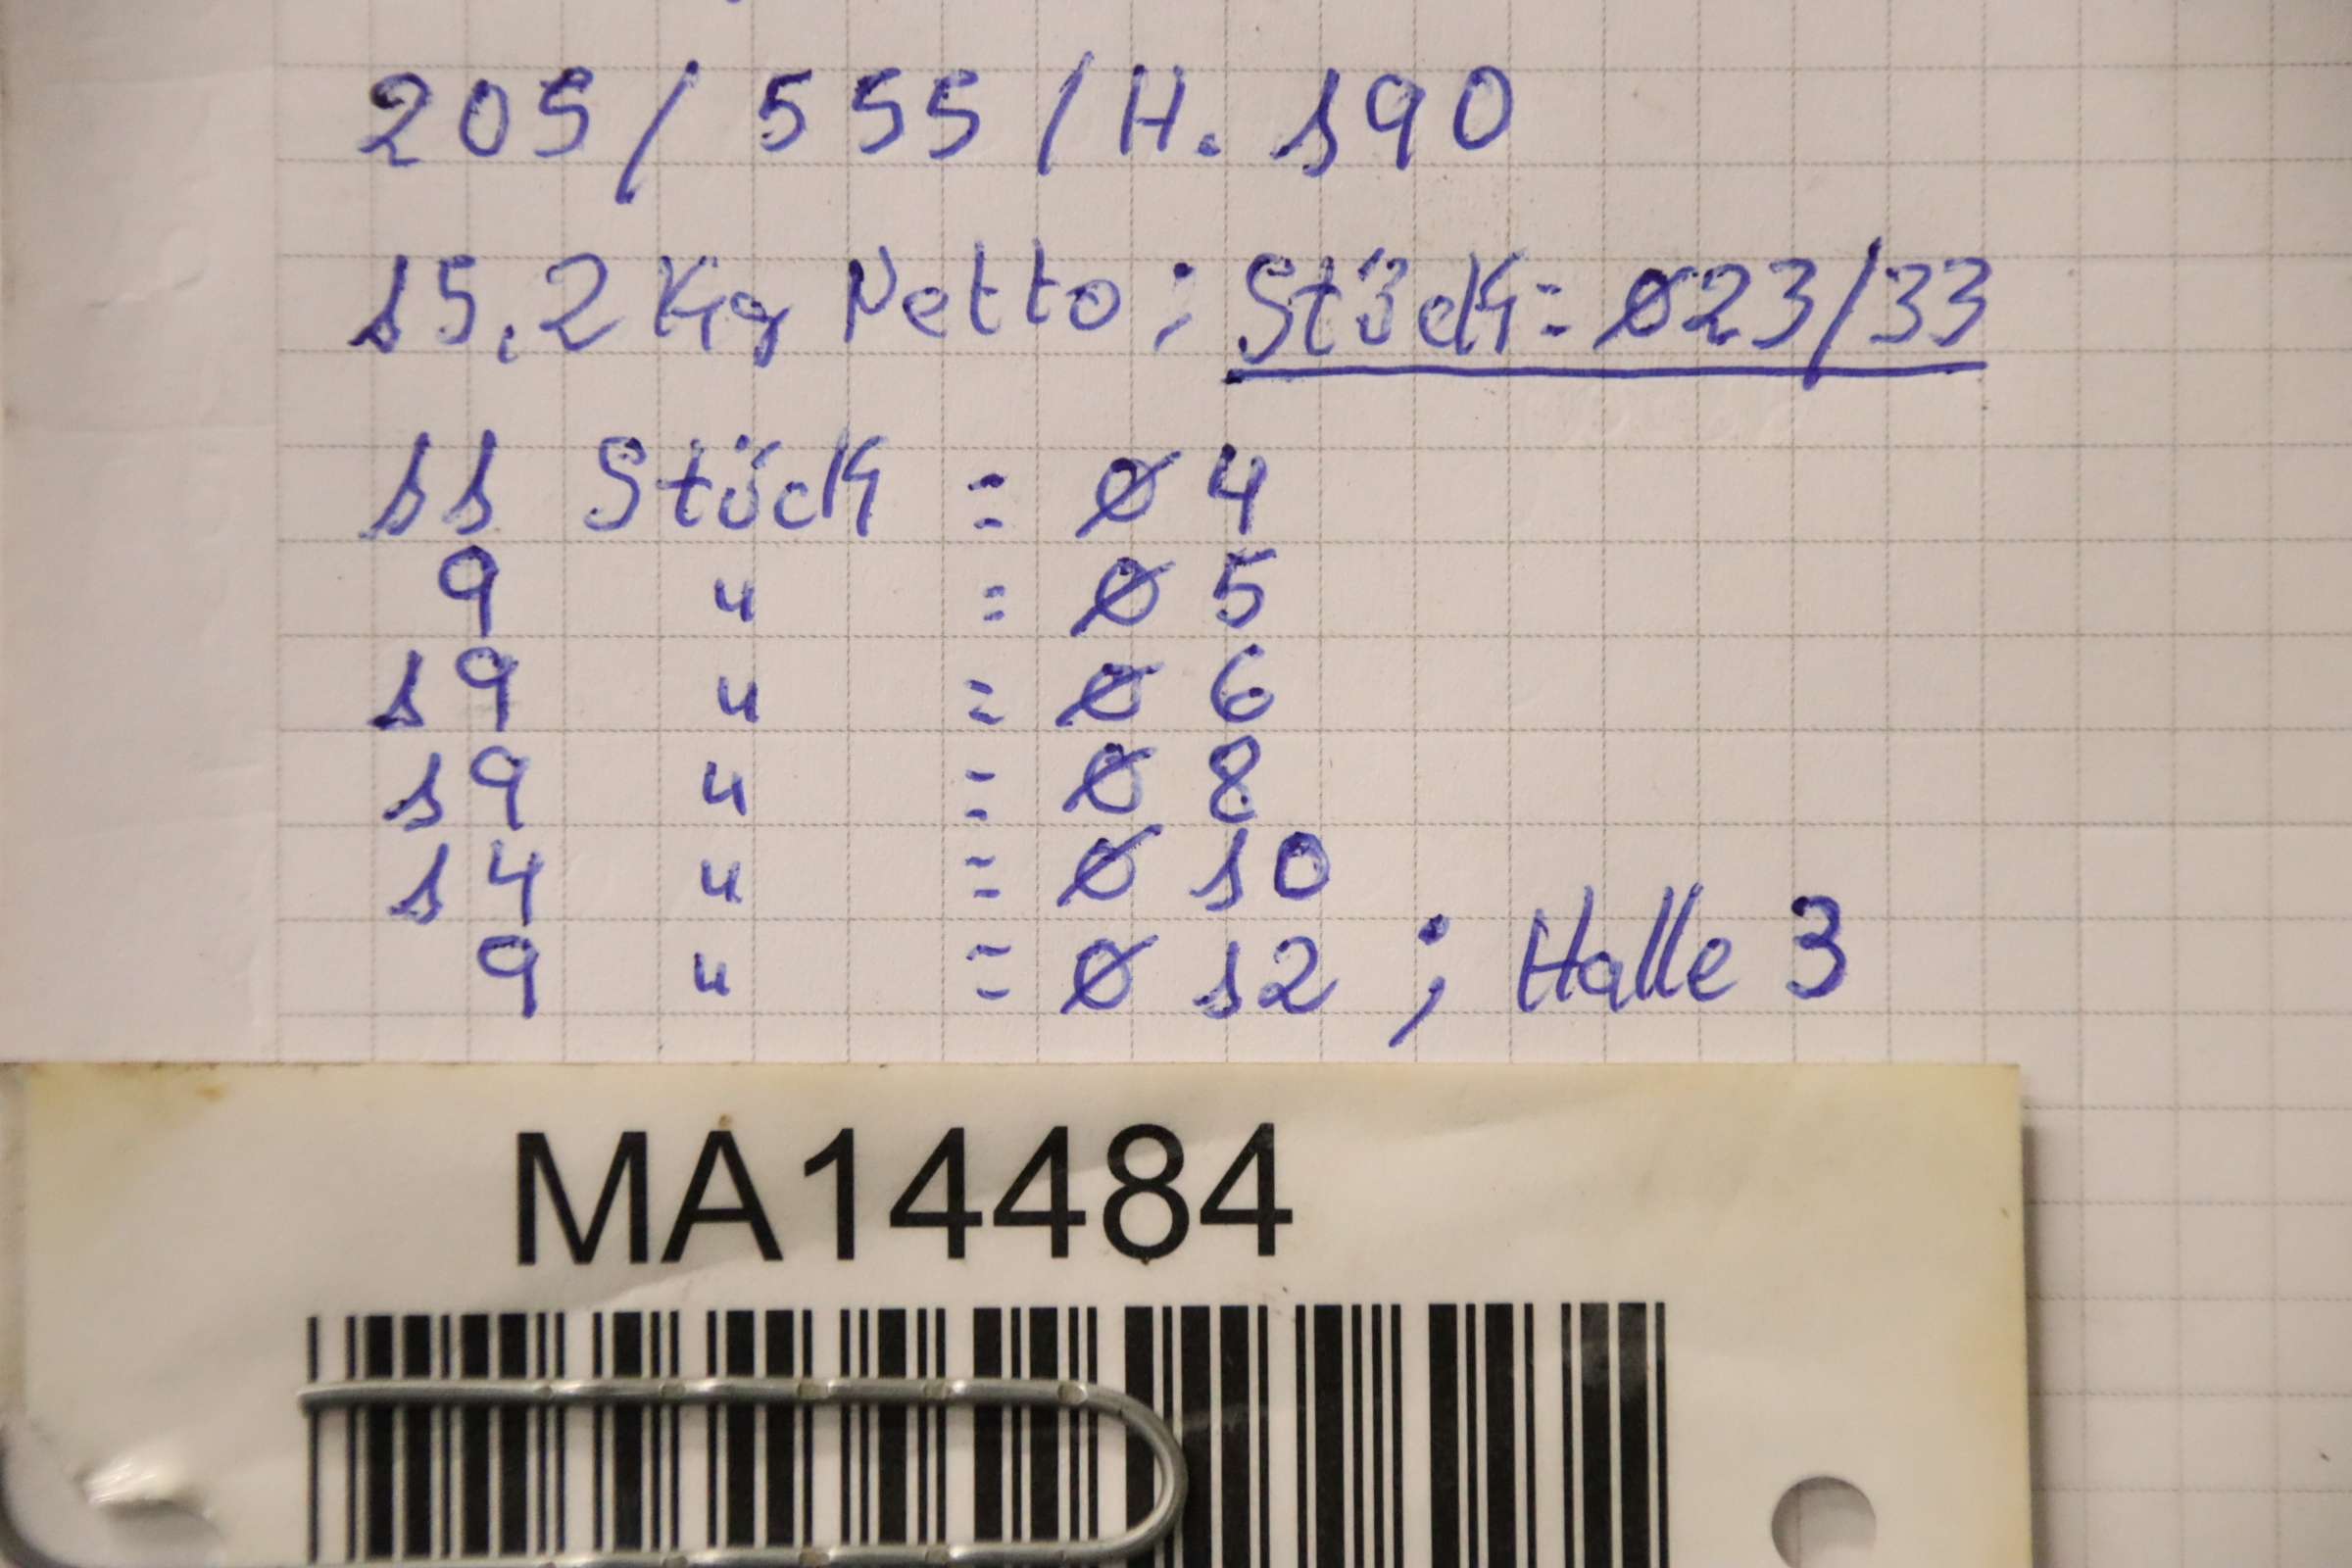 205 / 555 / H. 190
15,2 Kg Netto ; Stück = ø23/33
11 Stück = ø 4
9 " = ø 5
19 " = ø 6
19 " = ø 8
14 " = ø 10
9 " = ø 12 ; Halle 3
MA14484